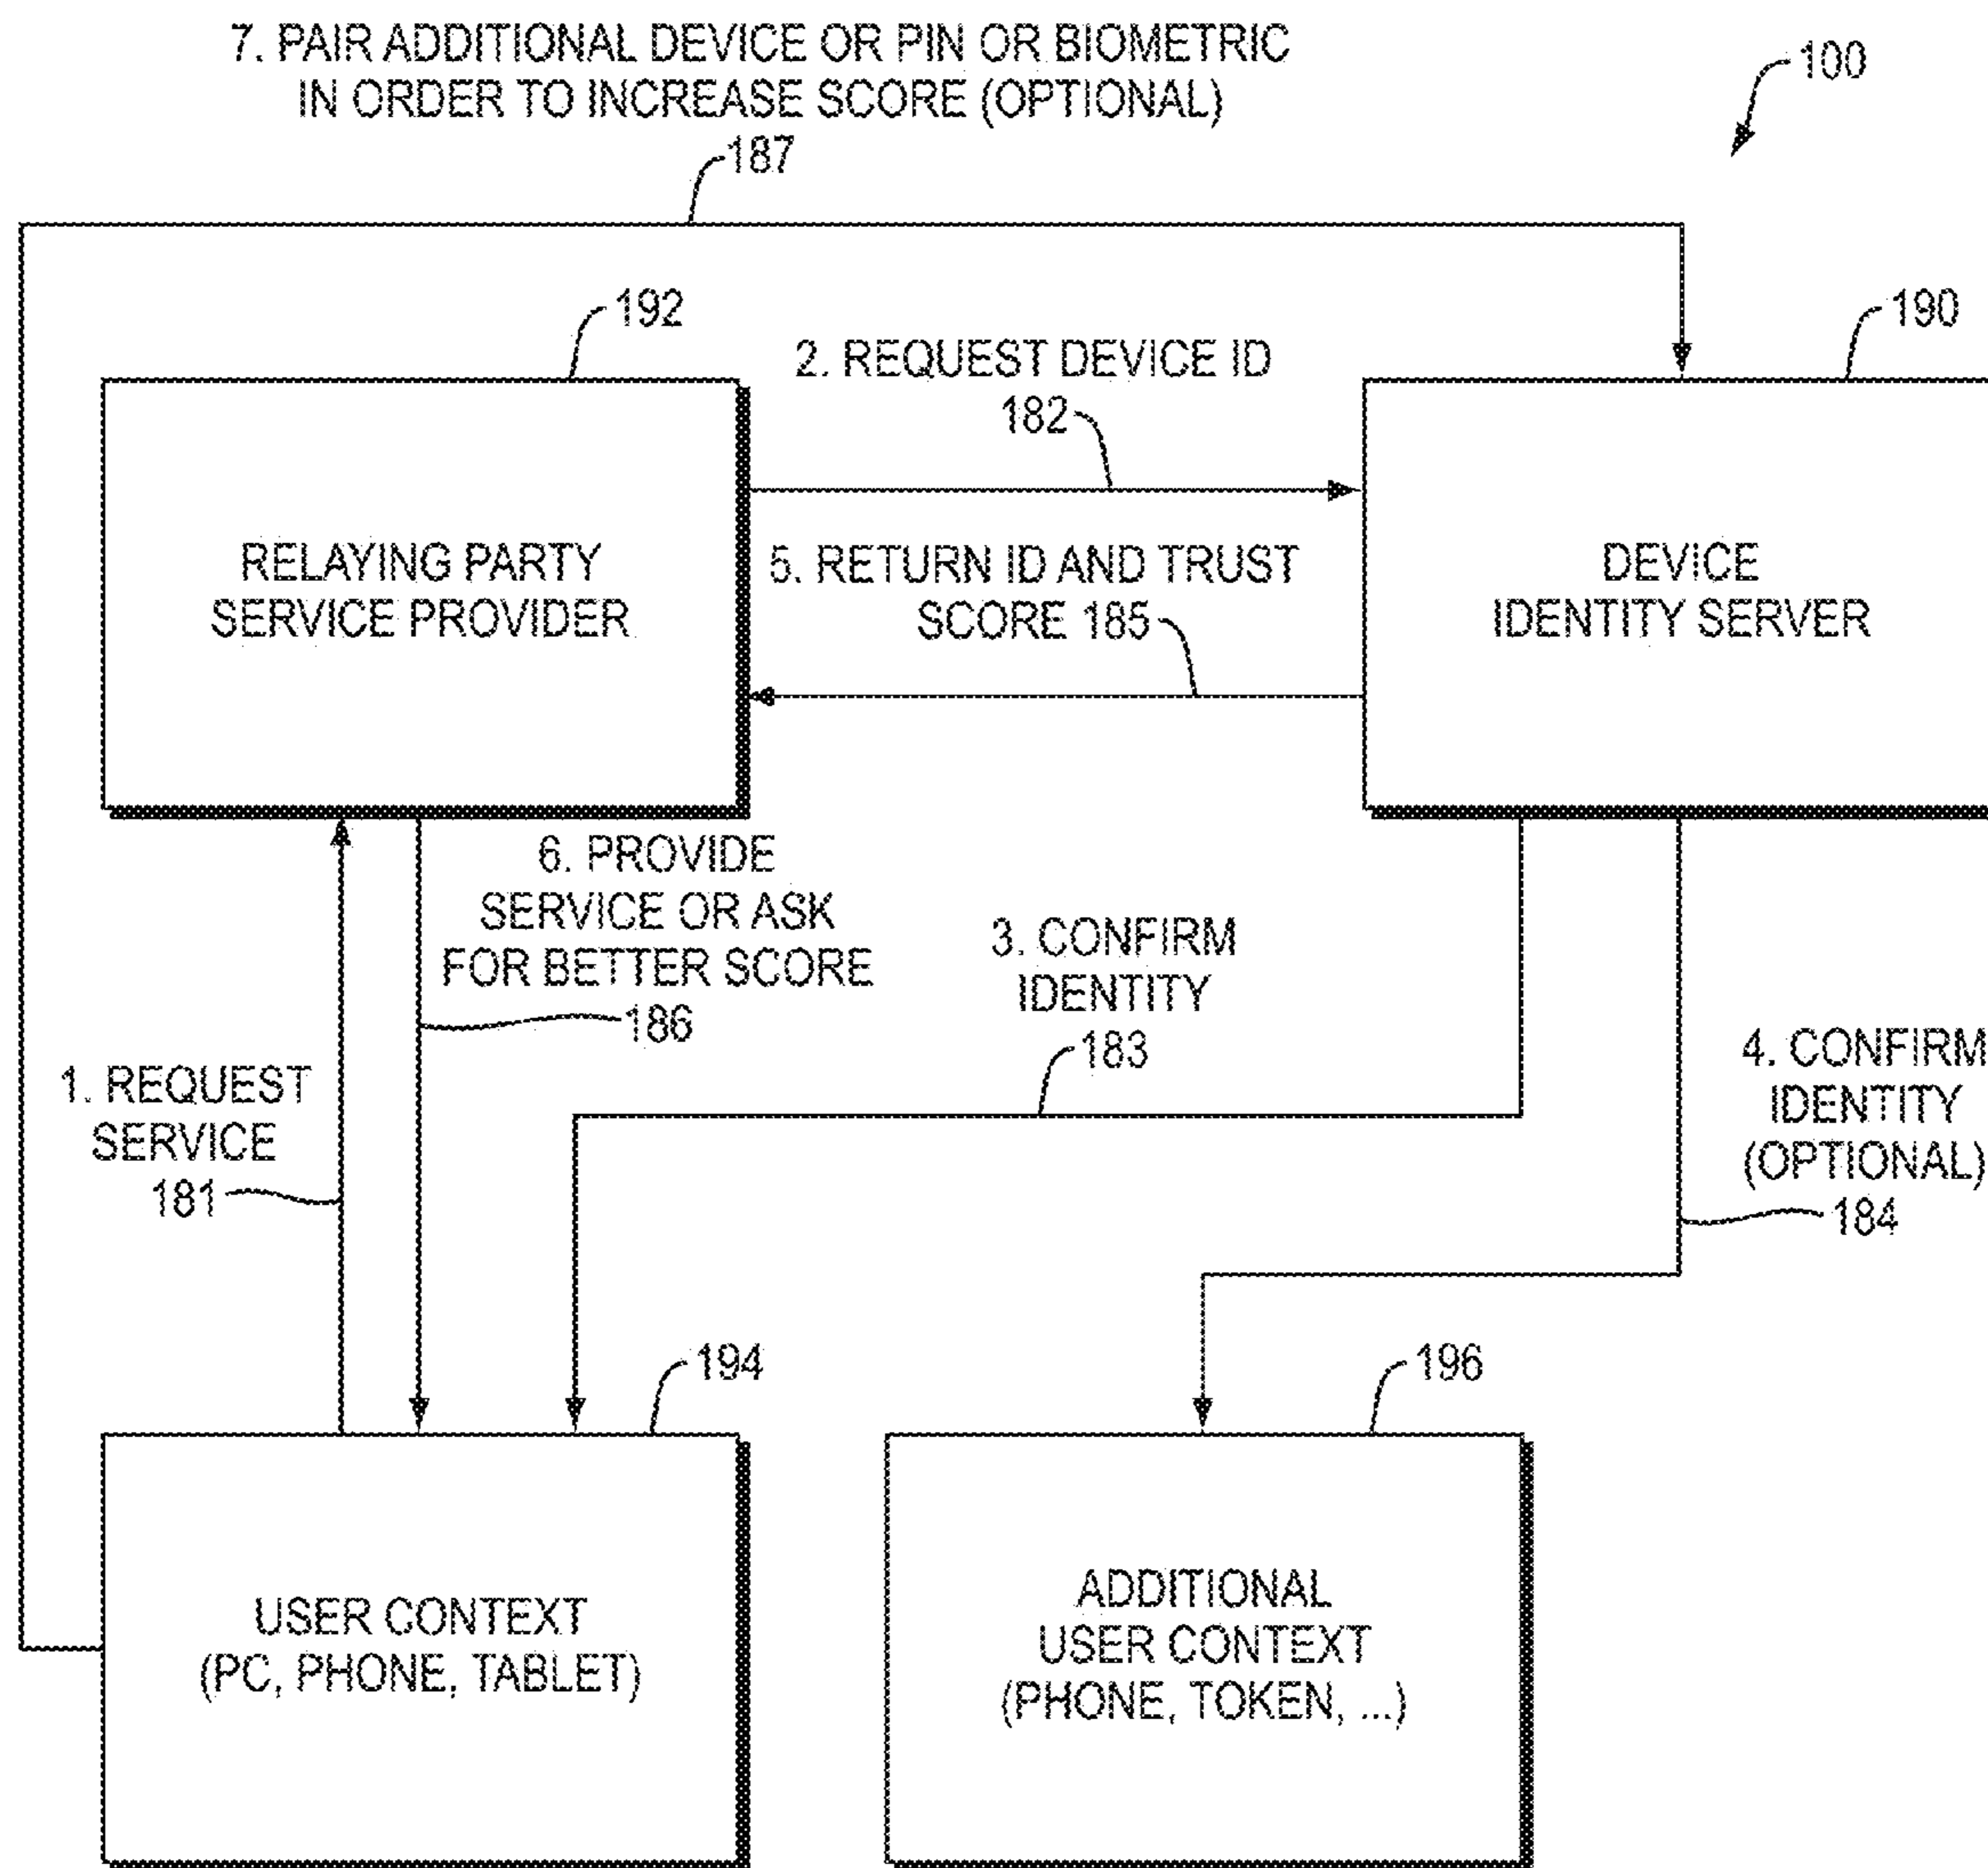 7. PAIR ADDITIONAL DEVICE OR PIN OR BIOMETRIC
IN ORDER TO INCREASE SCORE (OPTIONAL)
187
100
192
190
2. REQUEST DEVICE ID
182
RELAYING PARTY
SERVICE PROVIDER
5. RETURN ID AND TRUST
SCORE 185
DEVICE
IDENTITY SERVER
6. PROVIDE
SERVICE OR ASK
FOR BETTER SCORE
186
3. CONFIRM
IDENTITY
183
4. CONFIRM
IDENTITY
(OPTIONAL)
184
1. REQUEST
SERVICE
181
194
196
USER CONTEXT
(PC, PHONE, TABLET)
ADDITIONAL
USER CONTEXT
(PHONE, TOKEN, ...)